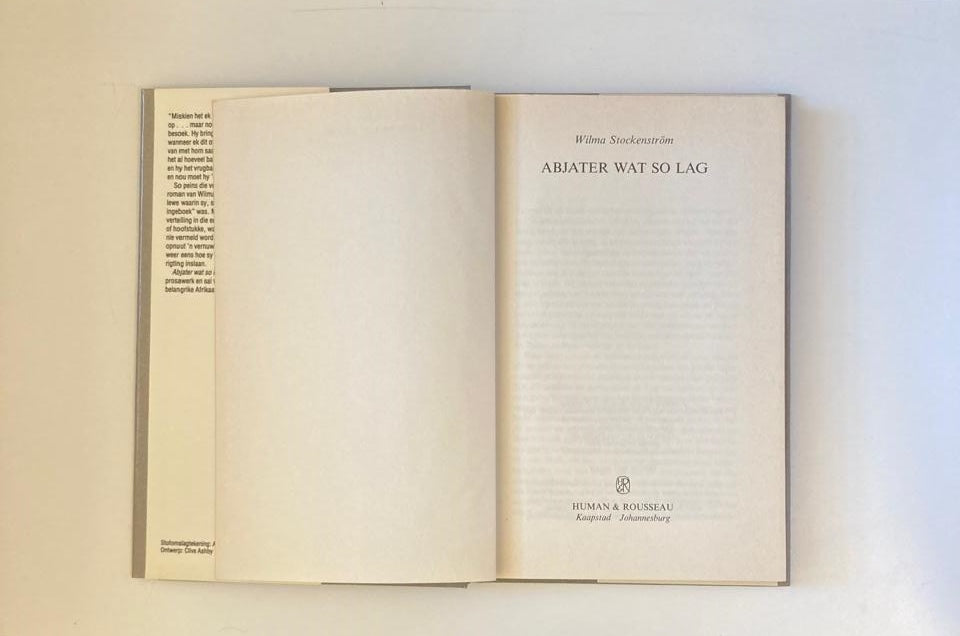 "Miskien het ek
op . . . maar no
besoek. Hy bring
wanneer ek dit o
van met hom sa
het al hoeveel ba
en hy het vrugba
en nou moet hy
So peins die v
roman van Wilm
lewe waarin sy, s
ingeboek" was. M
vertelling in die e
of hoofstukke, w
nie vermeld word
opnuut 'n vernuw
weer eens hoe sy
rigting inslaan.
Abjater wat so
prosawerk en sal
belangrike Afrika
Stofomslagtekening: A
Ontwerp: Clive Ashby
Wilma Stockenström
ABJATER WAT SO LAG
HUMAN & ROUSSEAU
Kaapstad Johannesburg